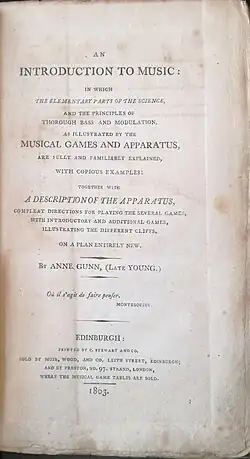 AN
INTRODUCTION TO MUSIC:
IN WHICH
THE ELEMENTARY PARTS OF THE SCIENCE,
AND THE PRINCIPLES OF
THOROUGH BASS AND MODULATION,
AS ILLUSTRATED BY THE
MUSICAL GAMES AND APPARATUS,
ARE FULLY AND FAMILIARLY EXPLAINED,
WITH COPIOUS EXAMPLES:
TOGETHER WITH
A DESCRIPTION OF THE APPARATUS,
COMPLEAT DIRECTIONS FOR PLAYING THE SEVERAL GAMES,
WITH INTRODUCTORY AND ADDITIONAL GAMES,
ILLUSTRATING THE DIFFERENT CLIFFS,
ON A PLAN ENTIRELY NEW.
BY ANNE GUNN, (LATE YOUNG.)
Où il s'agit de faire penser.
MONTESQUIEU.
EDINBURGH:
PRINTED BY C. STEWART AND CO.
SOLD BY MUIR, WOOD, AND CO. LEITH STREET, EDINBURGH;
AND BY PRESTON, NO. 97. STRAND, LONDON,
WHERE THE MUSICAL GAME TABLES ARE SOLD.
1803.